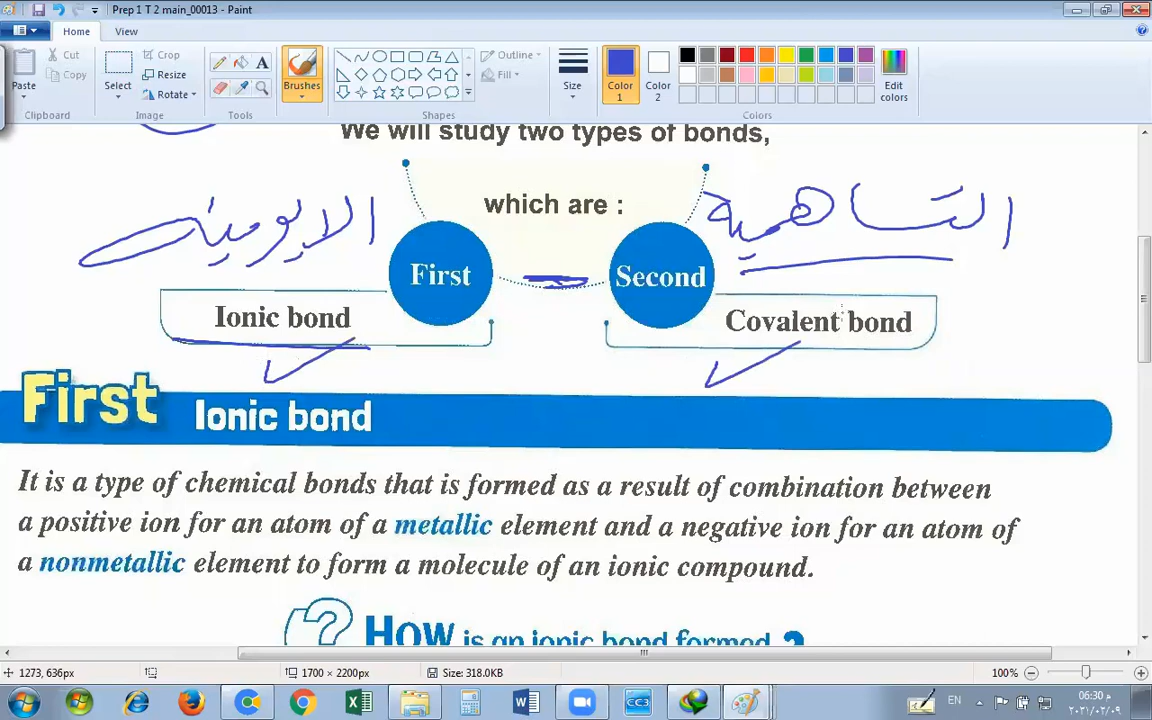 Prep 1 T 2 main_00013 - Paint
Home View
Paste
Cut
Copy
Clipboard
Select
Crop
Resize
Rotate
Image
A
Tools
Brushes
Shapes
Outline
Fill
Size
Color 1
Color 2
Edit colors
Colors
We will study two types of bonds,
which are :
الايونية
التساهمية
First
Second
Ionic bond
Covalent bond
First Ionic bond
It is a type of chemical bonds that is formed as a result of combination between
a positive ion for an atom of a metallic element and a negative ion for an atom of
a nonmetallic element to form a molecule of an ionic compound.
? How is an ionic bond formed ?
1273, 636px
1700 × 2200px
Size: 318.0KB
100%
EN
06:30 م
٢٠٢١/٠٢/٠٩